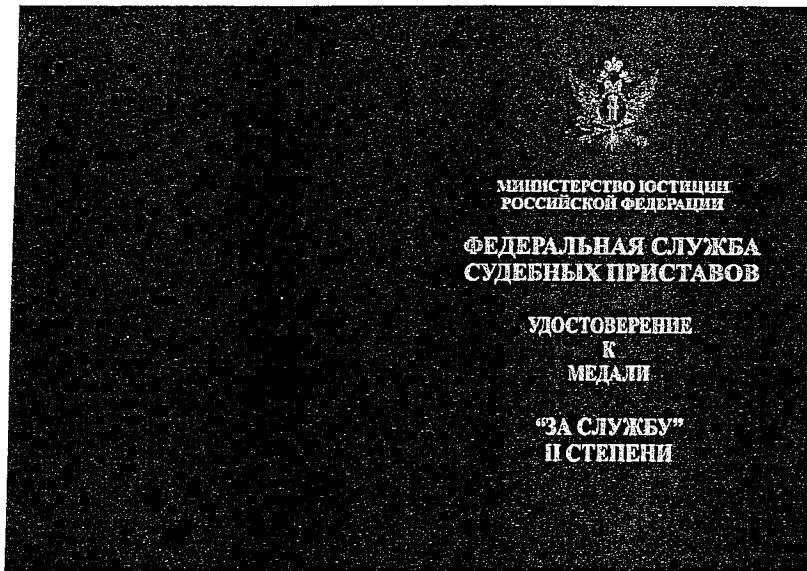 МИНИСТЕРСТВО ЮСТИЦИИ
РОССИЙСКОЙ ФЕДЕРАЦИИ
ФЕДЕРАЛЬНАЯ СЛУЖБА
СУДЕБНЫХ ПРИСТАВОВ
УДОСТОВЕРЕНИЕ
К
МЕДАЛИ
“ЗА СЛУЖБУ”
II СТЕПЕНИ